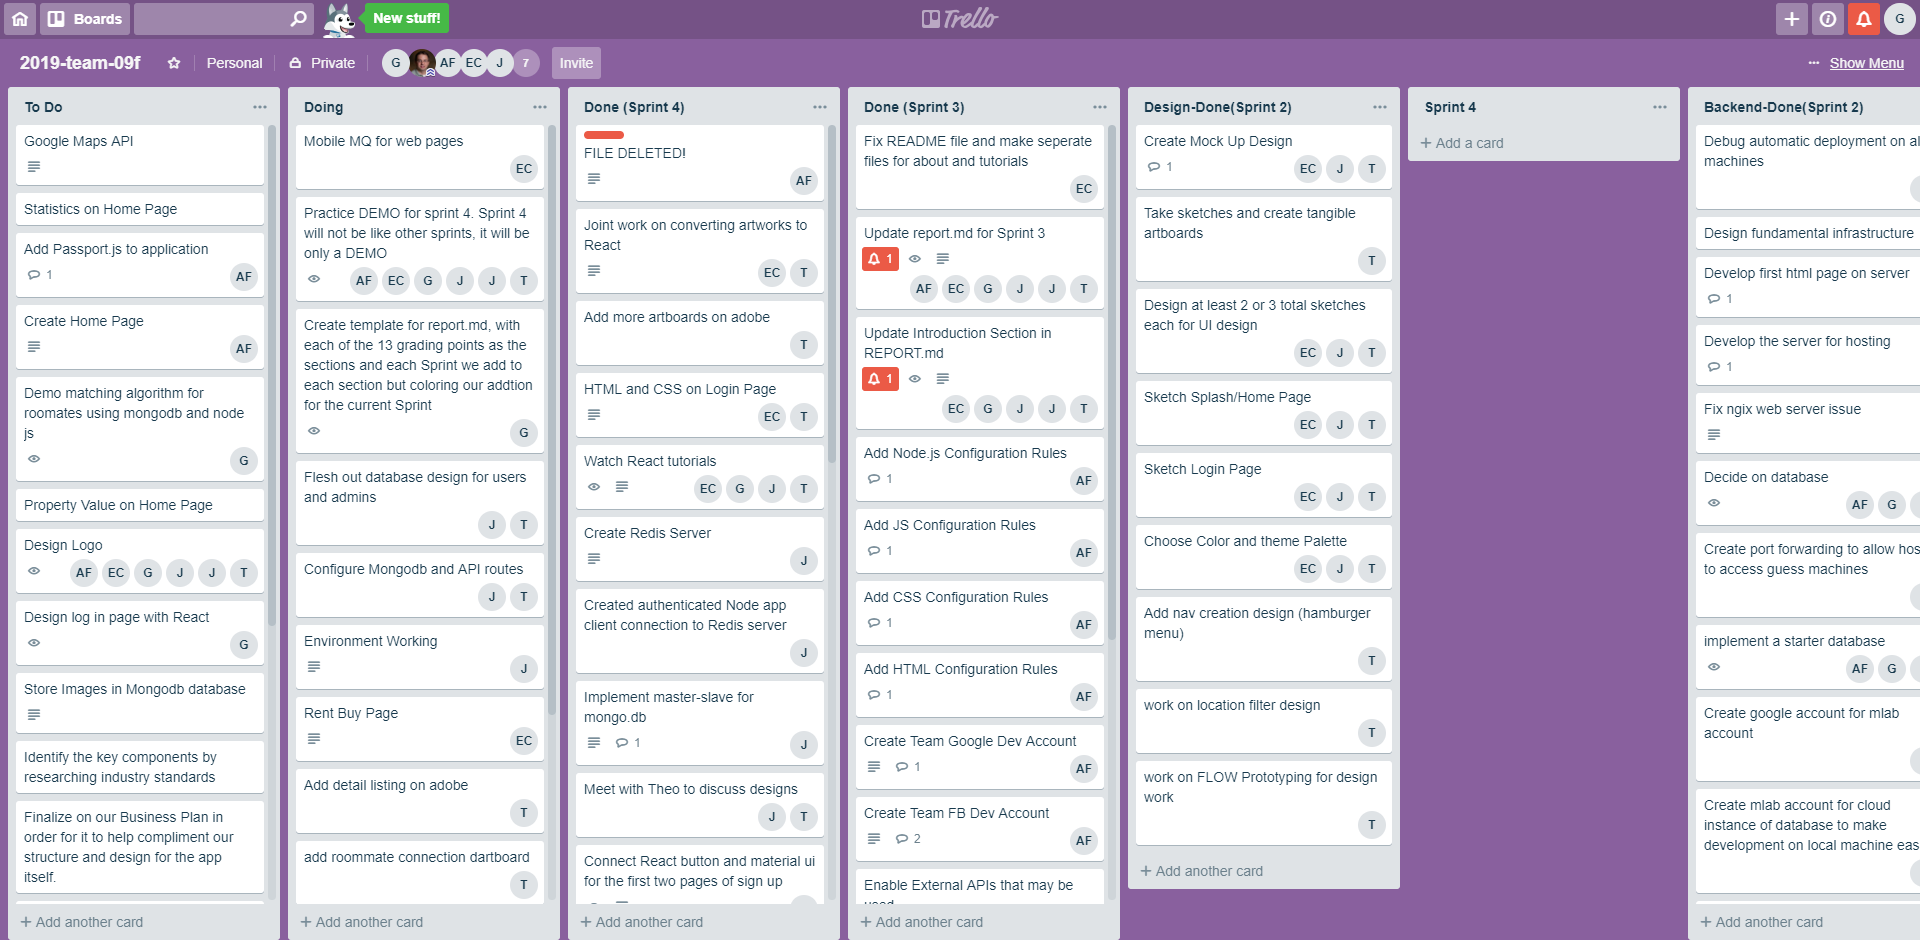 Boards
New stuff!
Trello
G
2019-team-09f
Personal
Private
G
AF
EC
J
7
Invite
... Show Menu
To Do
Google Maps API
Statistics on Home Page
Add Passport.js to application
1
AF
Create Home Page
AF
Demo matching algorithm for
roomates using mongodb and node
js
G
Property Value on Home Page
Design Logo
AF EC G J J T
Design log in page with React
G
Store Images in Mongodb database
Identify the key components by
researching industry standards
Finalize on our Business Plan in
order for it to help compliment our
structure and design for the app
itself.
+ Add another card
Doing
Mobile MQ for web pages
EC
Practice DEMO for sprint 4. Sprint 4
will not be like other sprints, it will be
only a DEMO
AF EC G J J T
Create template for report.md, with
each of the 13 grading points as the
sections and each Sprint we add to
each section but coloring our addtion
for the current Sprint
G
Flesh out database design for users
and admins
J T
Configure Mongodb and API routes
J T
Environment Working
J
Rent Buy Page
EC
Add detail listing on adobe
T
add roommate connection dartboard
T
+ Add another card
Done (Sprint 4)
FILE DELETED!
AF
Joint work on converting artworks to
React
EC T
Add more artboards on adobe
T
HTML and CSS on Login Page
EC T
Watch React tutorials
EC G J T
Create Redis Server
J
Created authenticated Node app
client connection to Redis server
J
Implement master-slave for
mongo.db
1
J
Meet with Theo to discuss designs
J T
Connect React button and material ui
for the first two pages of sign up
+ Add another card
Done (Sprint 3)
Fix README file and make seperate
files for about and tutorials
EC
Update report.md for Sprint 3
1
AF EC G J J T
Update Introduction Section in
REPORT.md
1
EC G J J T
Add Node.js Configuration Rules
1
AF
Add JS Configuration Rules
1
AF
Add CSS Configuration Rules
1
AF
Add HTML Configuration Rules
1
AF
Create Team Google Dev Account
1
AF
Create Team FB Dev Account
2
AF
Enable External APIs that may be
used
+ Add another card
Design-Done(Sprint 2)
Create Mock Up Design
1
EC J T
Take sketches and create tangible
artboards
T
Design at least 2 or 3 total sketches
each for UI design
EC J T
Sketch Splash/Home Page
EC J T
Sketch Login Page
EC J T
Choose Color and theme Palette
EC J T
Add nav creation design (hamburger
menu)
T
work on location filter design
T
work on FLOW Prototyping for design
work
T
+ Add another card
Sprint 4
+ Add a card
Backend-Done(Sprint 2)
Debug automatic deployment on al
machines
Design fundamental infrastructure
Develop first html page on server
1
Develop the server for hosting
1
Fix ngix web server issue
Decide on database
AF G
Create port forwarding to allow hos
to access guess machines
implement a starter database
AF G
Create google account for mlab
account
Create mlab account for cloud
instance of database to make
development on local machine eas
+ Add another card